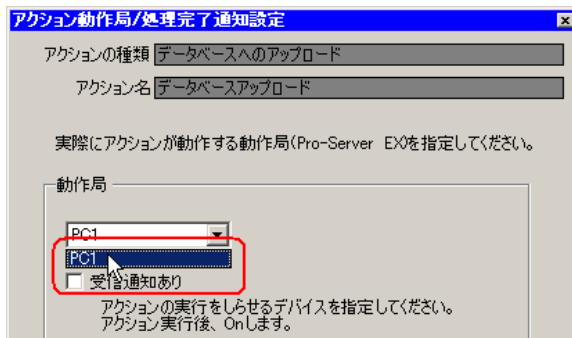 アクション動作局/処理完了通知設定
アクションの種類 データベースへのアップロード
アクション名 データベースアップロード
実際にアクションが動作する動作局(Pro-Server EX)を指定してください。
動作局
PC1
PC1
受信通知あり
アクションの実行をしらせるデバイスを指定してください。
アクション実行後、Onします。